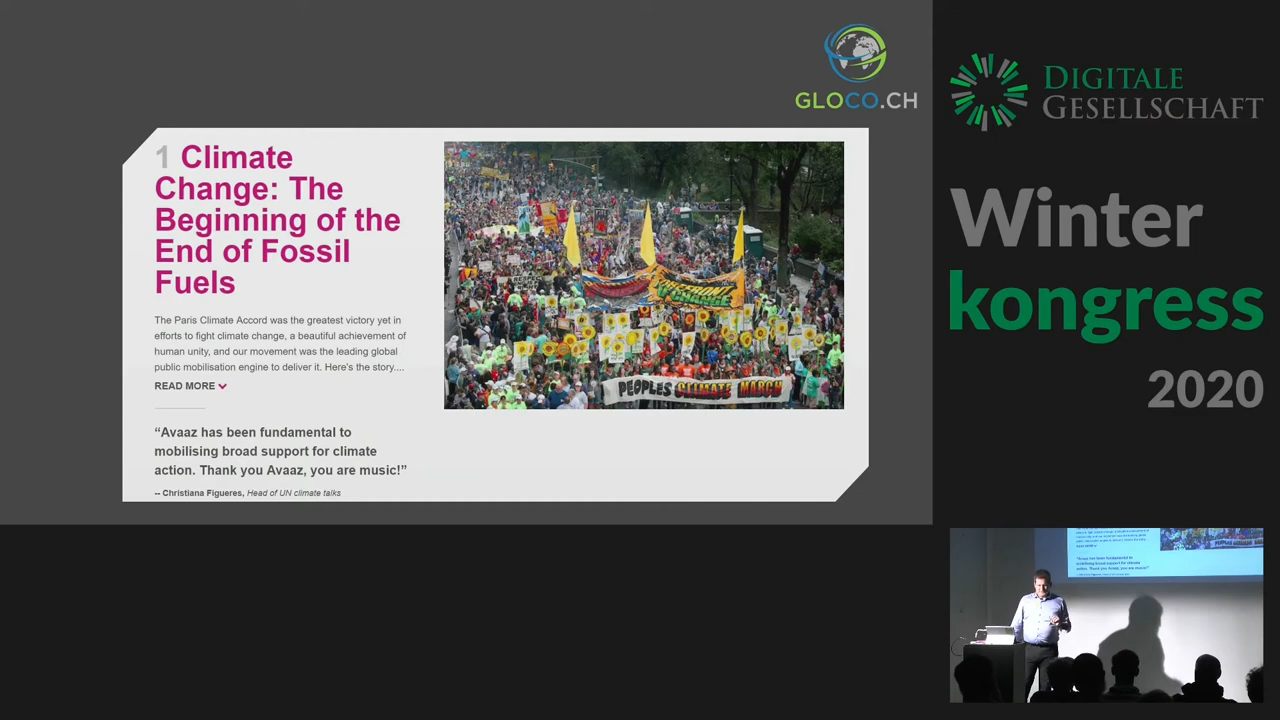 GLOCO.CH
DIGITALE
GESELLSCHAFT
Winter
kongress
2020
1 Climate
Change: The
Beginning of the
End of Fossil
Fuels
The Paris Climate Accord was the greatest victory yet in
efforts to fight climate change, a beautiful achievement of
human unity, and our movement was the leading global
public mobilisation engine to deliver it. Here's the story....
READ MORE
“Avaaz has been fundamental to
mobilising broad support for climate
action. Thank you Avaaz, you are music!”
-- Christiana Figueres, Head of UN climate talks
PEOPLES CLIMATE MARCH